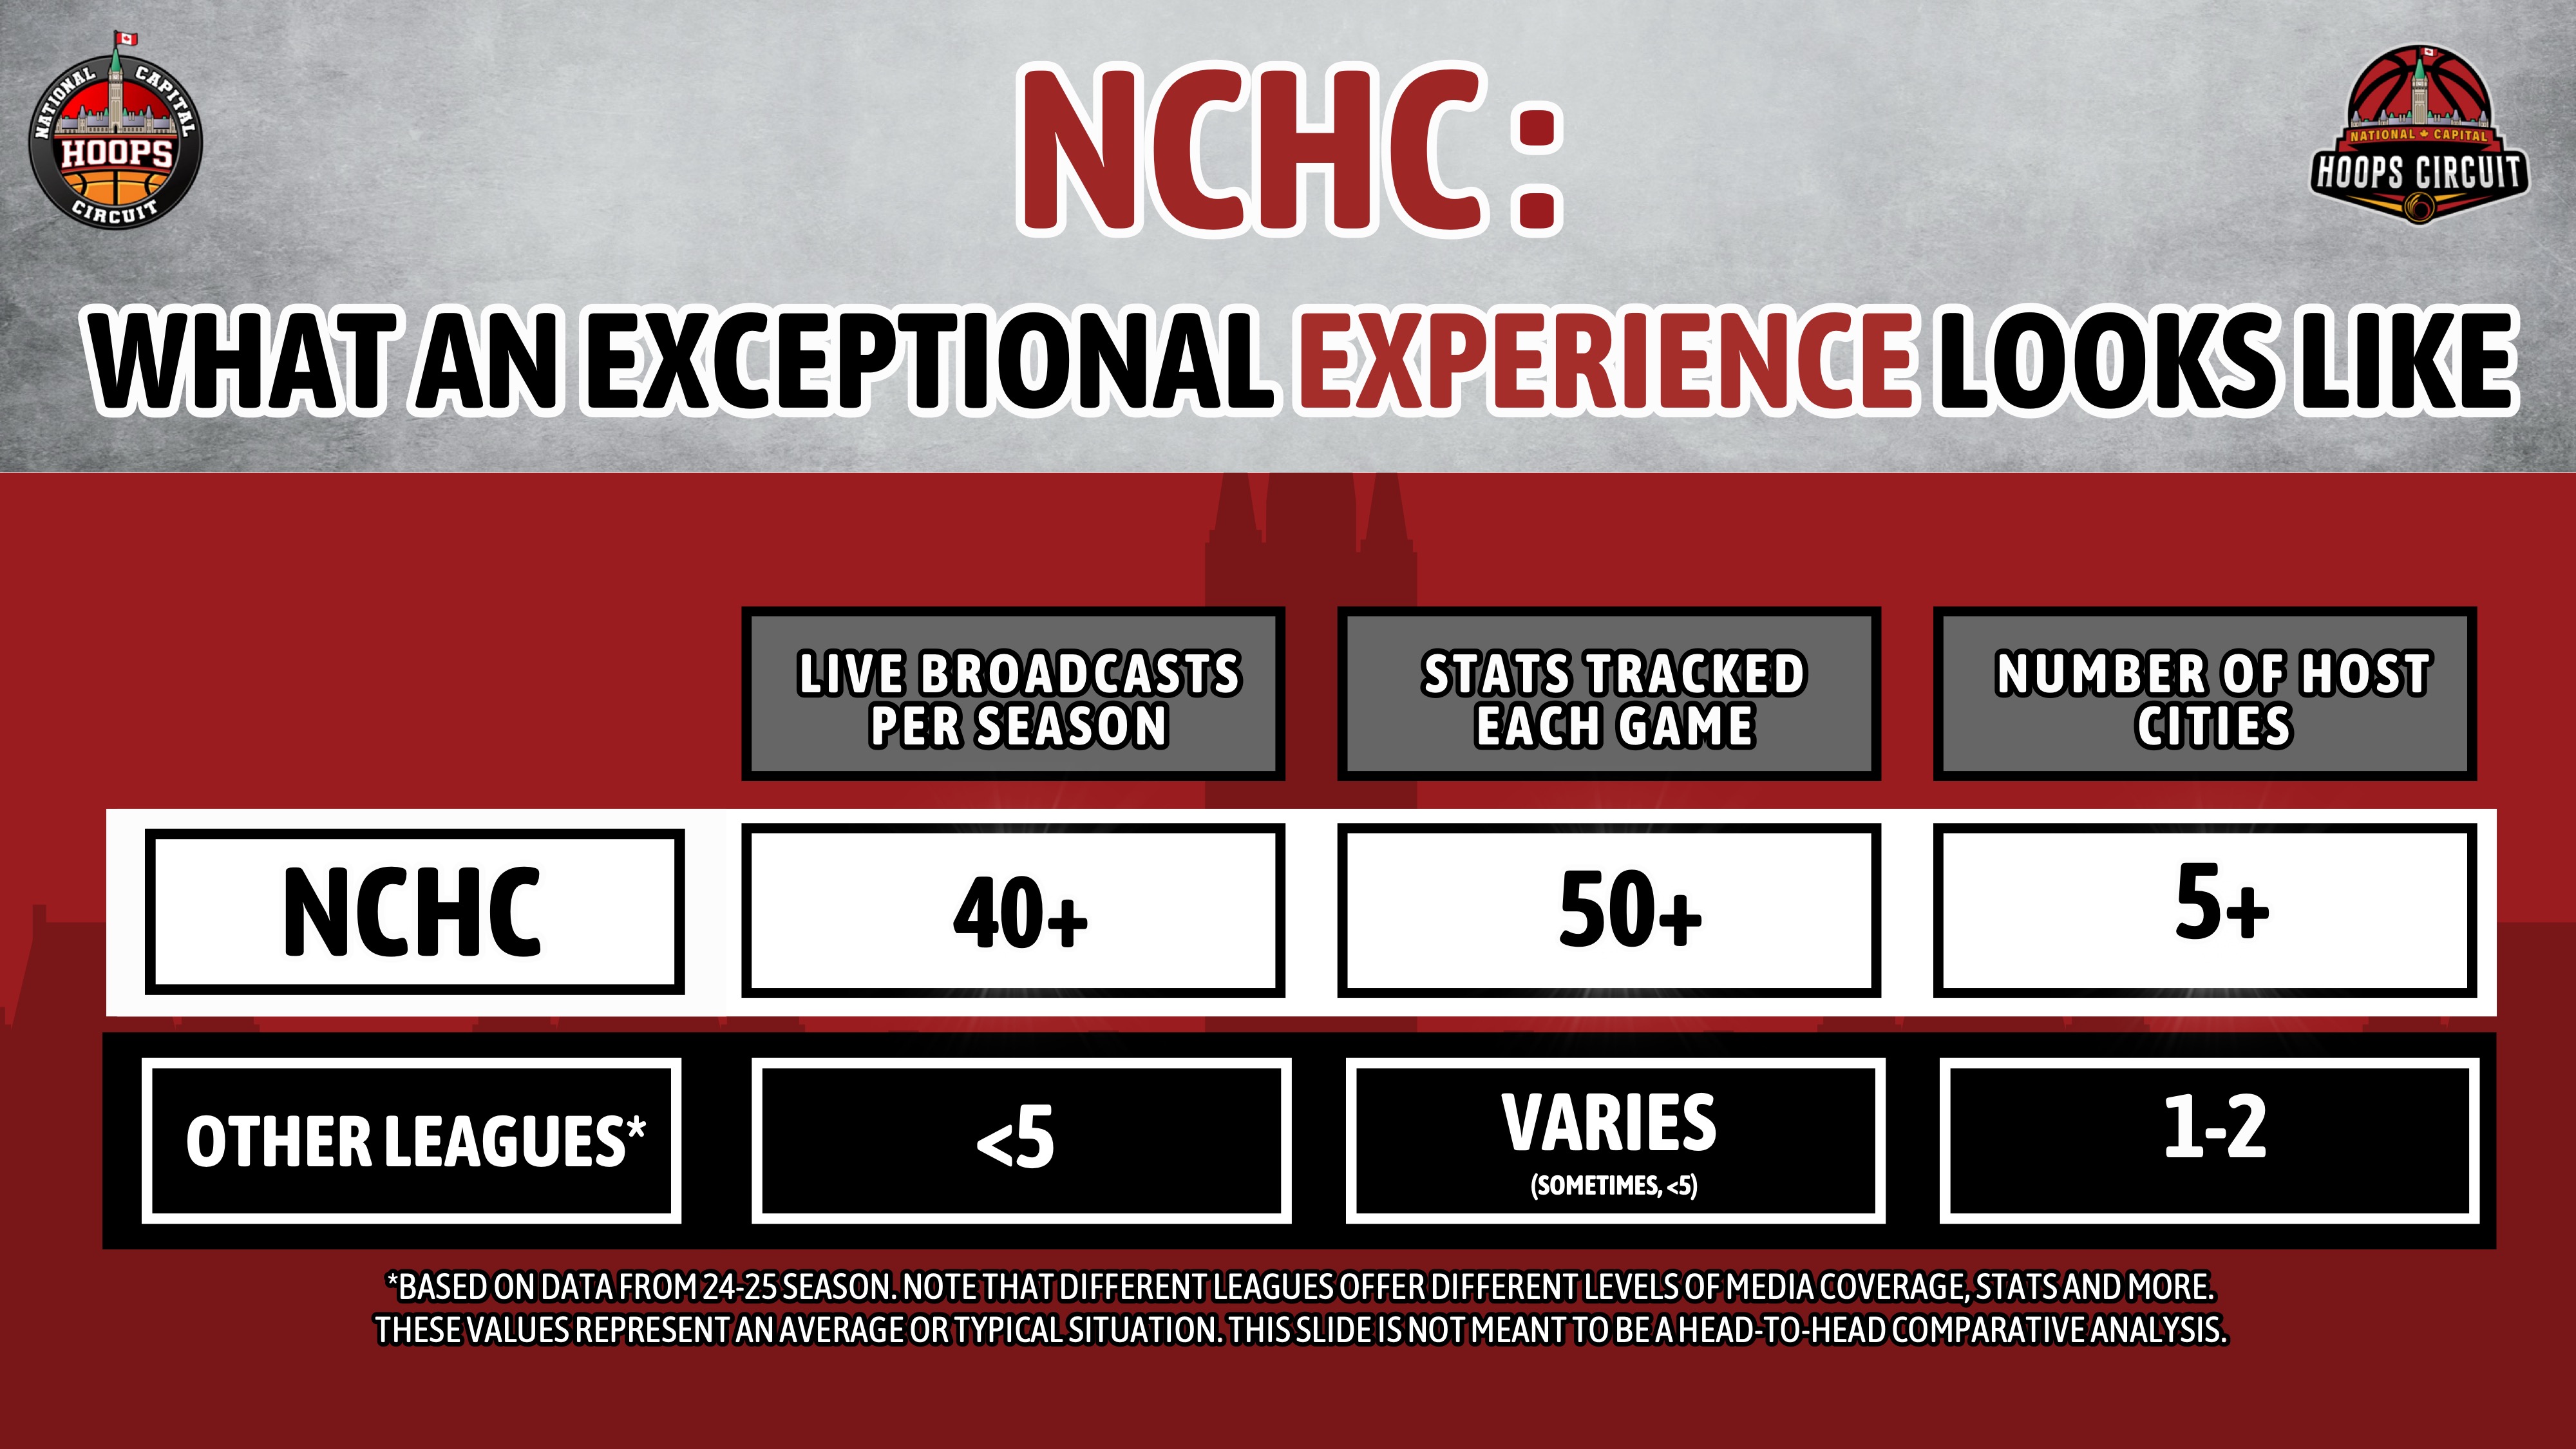 NATIONAL CAPITAL
HOOPS
CIRCUIT
NATIONAL CAPITAL
HOOPS CIRCUIT
NCHC:
WHAT AN EXCEPTIONAL EXPERIENCE LOOKS LIKE
LIVE BROADCASTS
PER SEASON
STATS TRACKED
EACH GAME
NUMBER OF HOST
CITIES
NCHC
40+
50+
5+
OTHER LEAGUES*
<5
VARIES
(SOMETIMES, <5)
1-2
*BASED ON DATA FROM 24-25 SEASON. NOTE THAT DIFFERENT LEAGUES OFFER DIFFERENT LEVELS OF MEDIA COVERAGE, STATS AND MORE.
THESE VALUES REPRESENT AN AVERAGE OR TYPICAL SITUATION. THIS SLIDE IS NOT MEANT TO BE A HEAD-TO-HEAD COMPARATIVE ANALYSIS.